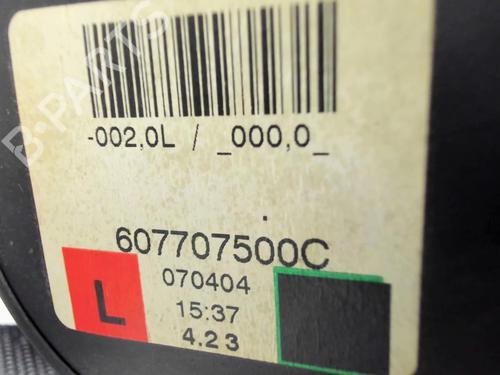 B-PARTS
-002,0L / _000,0_
607707500C
070404
L
15:37
4.23